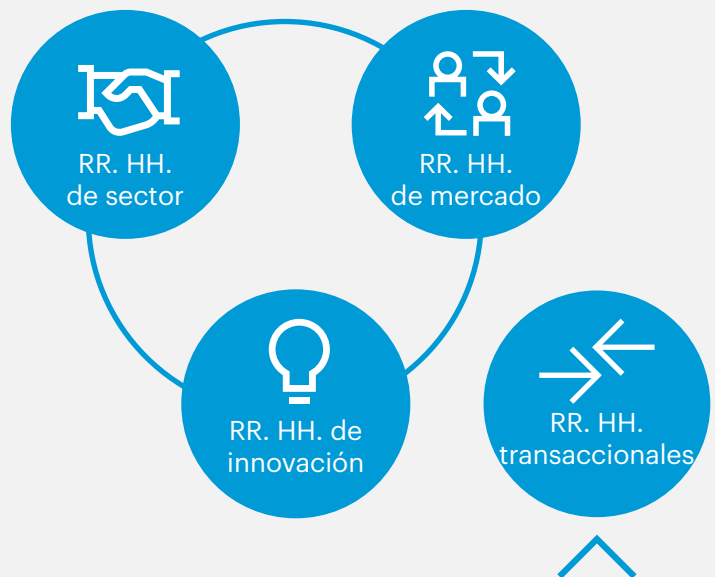 RR. HH.
de sector
RR. HH.
de mercado
RR. HH. de
innovación
RR. HH.
transaccionales